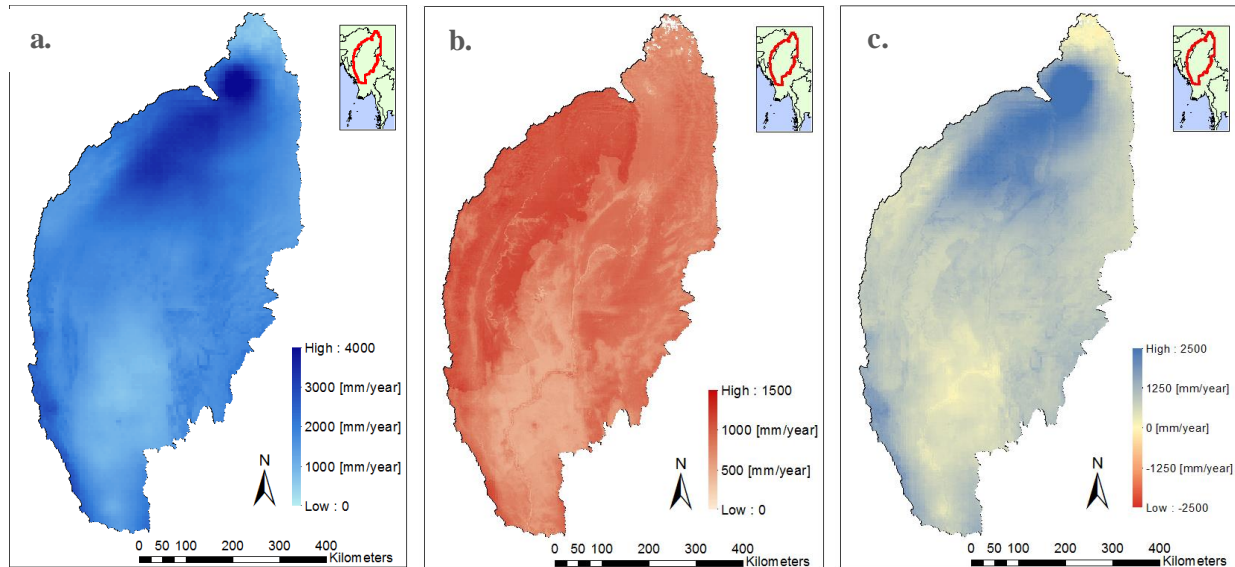 a.
High : 4000
3000 [mm/year]
2000 [mm/year]
1000 [mm/year]
Low : 0
N
0 50 100 200 300 400
Kilometers
b.
High : 1500
1000 [mm/year]
500 [mm/year]
Low : 0
N
0 50 100 200 300 400
Kilometers
c.
High : 2500
1250 [mm/year]
0 [mm/year]
-1250 [mm/year]
Low : -2500
N
0 50 100 200 300 400
Kilometers